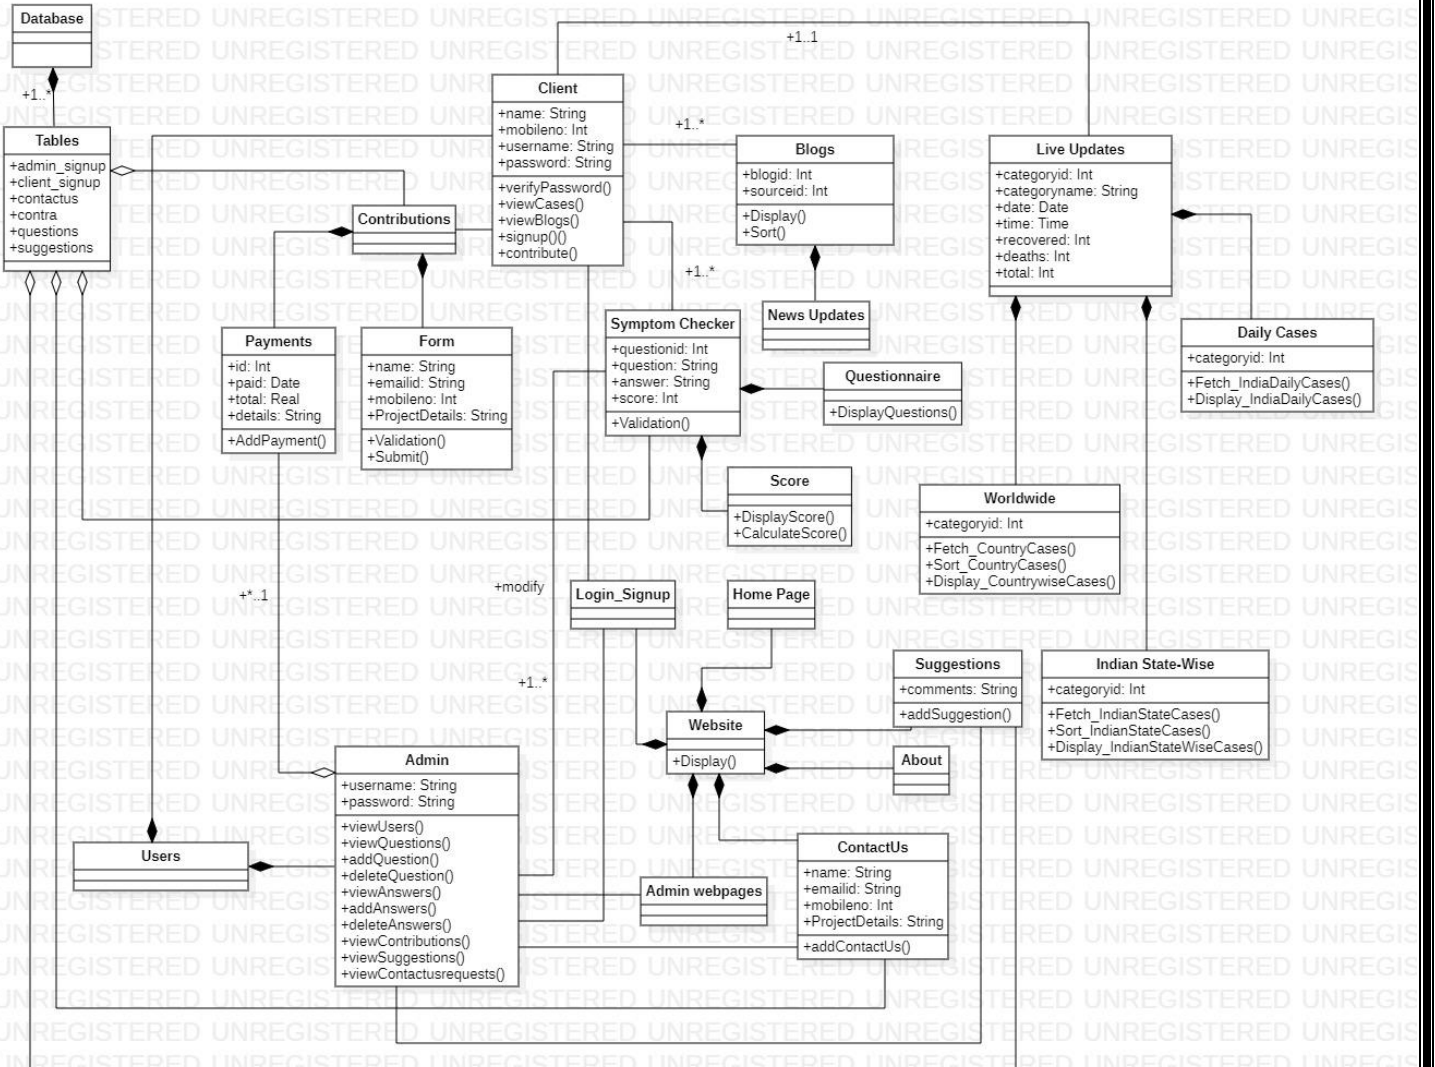 Database
+1..*
Tables
+admin_signup
+client_signup
+contactus
+contra
+questions
+suggestions
Client
+name: String
+mobileno: Int
+username: String
+password: String
+verifyPassword()
+viewCases()
+viewBlogs()
+signup()()
+contribute()
+1..1
+1..*
Blogs
+blogid: Int
+sourceid: Int
+Display()
+Sort()
Live Updates
+categoryid: Int
+categoryname: String
+date: Date
+time: Time
+recovered: Int
+deaths: Int
+total: Int
Contributions
+1..*
News Updates
Daily Cases
+categoryid: Int
+Fetch_IndiaDailyCases()
+Display_IndiaDailyCases()
Payments
+id: Int
+paid: Date
+total: Real
+details: String
+AddPayment()
Form
+name: String
+emailid: String
+mobileno: Int
+ProjectDetails: String
+Validation()
+Submit()
Symptom Checker
+questionid: Int
+question: String
+answer: String
+score: Int
+Validation()
Questionnaire
+DisplayQuestions()
Score
+DisplayScore()
+CalculateScore()
Worldwide
+categoryid: Int
+Fetch_CountryCases()
+Sort_CountryCases()
+Display_CountrywiseCases()
+*..1
+modify
Login_Signup
Home Page
+1..*
Suggestions
+comments: String
+addSuggestion()
Indian State-Wise
+categoryid: Int
+Fetch_IndianStateCases()
+Sort_IndianStateCases()
+Display_IndianStateWiseCases()
Website
+Display()
About
Admin
+username: String
+password: String
+viewUsers()
+viewQuestions()
+addQuestion()
+deleteQuestion()
+viewAnswers()
+addAnswers()
+deleteAnswers()
+viewContributions()
+viewSuggestions()
+viewContactusrequests()
Users
Admin webpages
ContactUs
+name: String
+emailid: String
+mobileno: Int
+ProjectDetails: String
+addContactUs()
UNREGISTERED